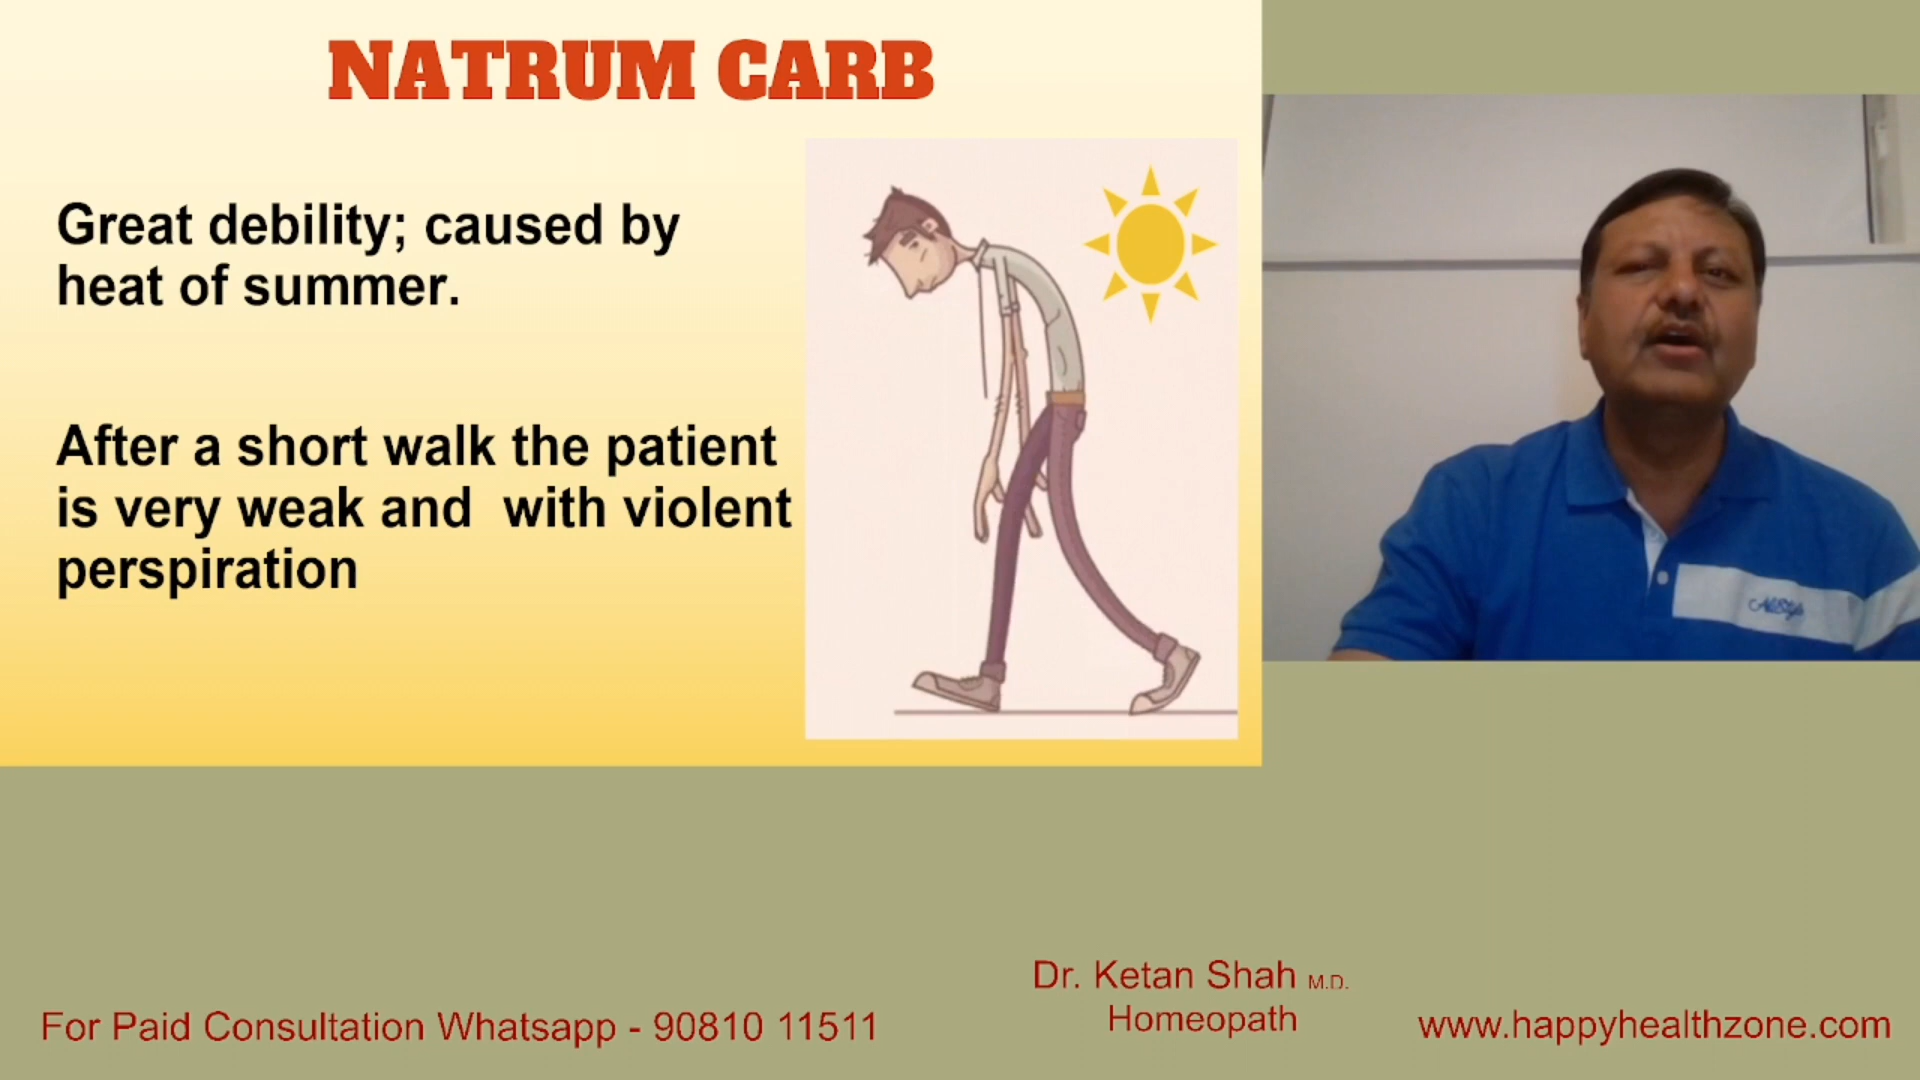 NATRUM CARB
Great debility; caused by
heat of summer.
After a short walk the patient
is very weak and  with violent
perspiration
Dr. Ketan Shah M.D.
Homeopath
For Paid Consultation Whatsapp - 90810 11511
www.happyhealthzone.com